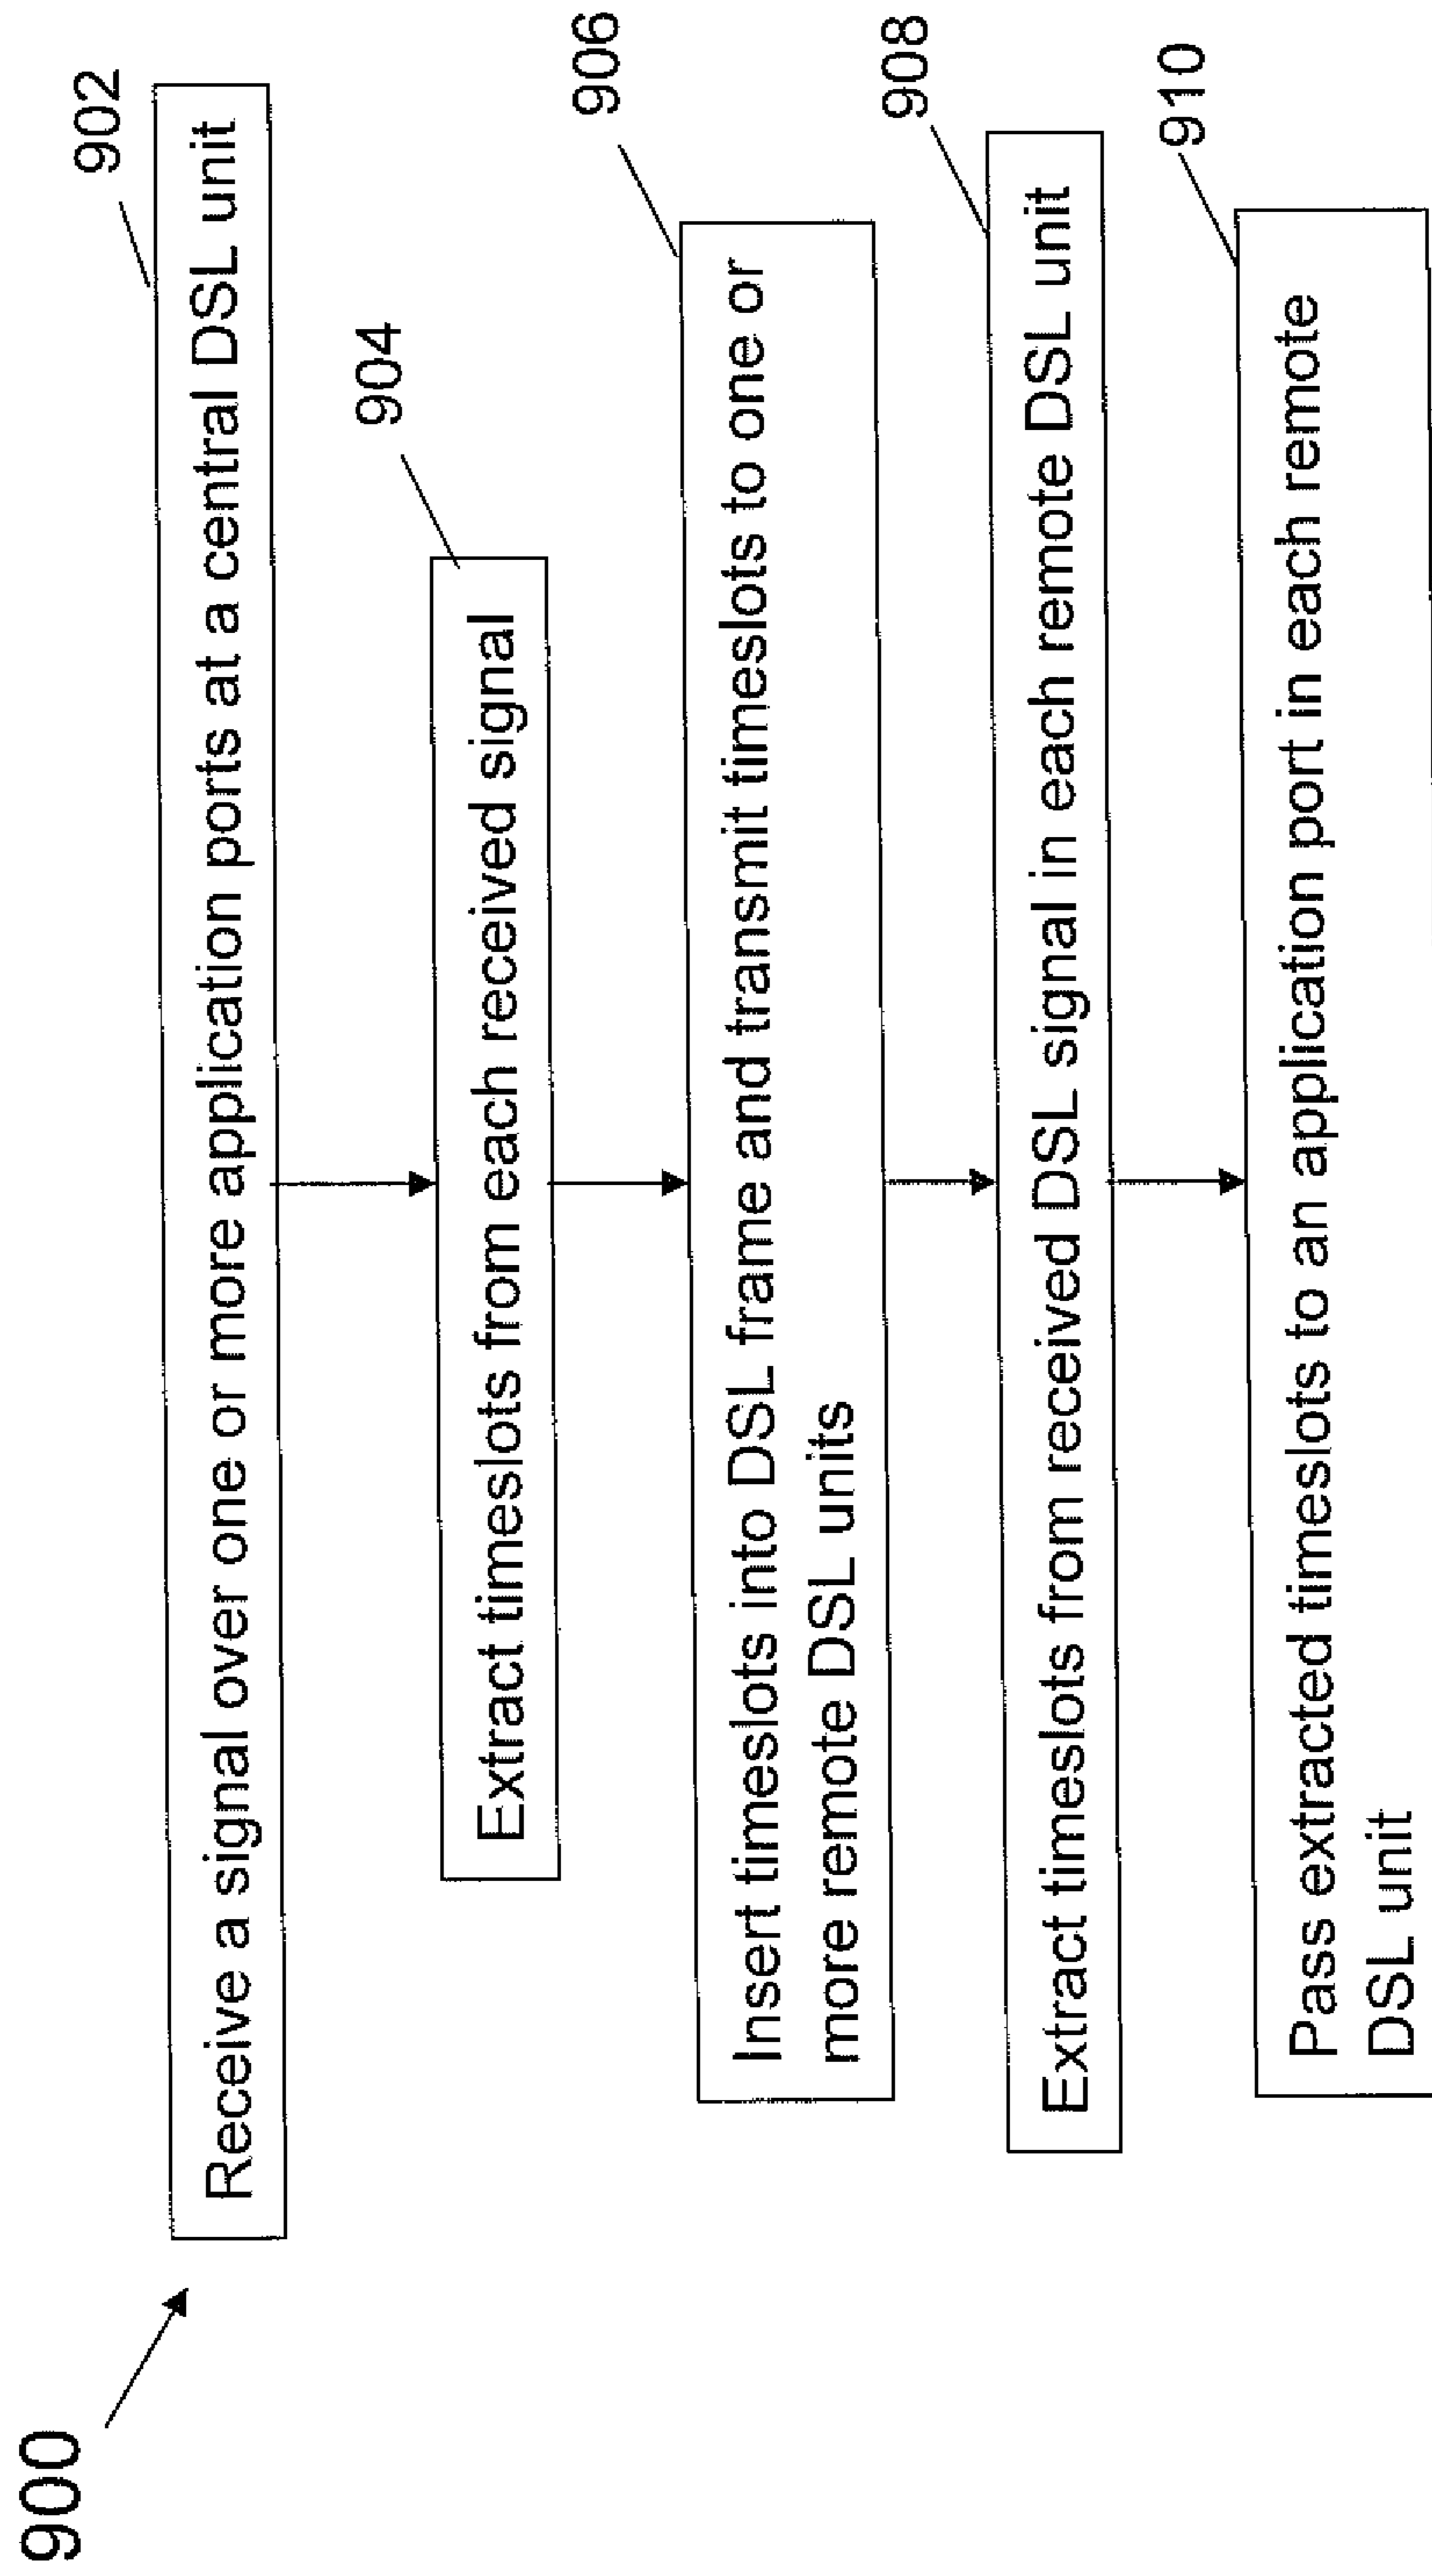 900
902
Receive a signal over one or more application ports at a central DSL unit
904
Extract timeslots from each received signal
906
Insert timeslots into DSL frame and transmit timeslots to one or
more remote DSL units
908
Extract timeslots from received DSL signal in each remote DSL unit
910
Pass extracted timeslots to an application port in each remote
DSL unit